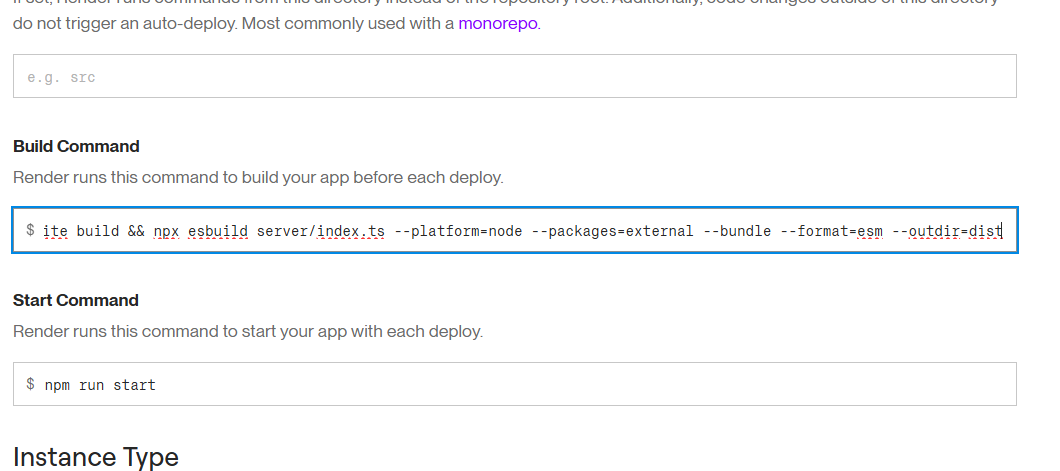 do not trigger an auto-deploy. Most commonly used with a monorepo.
e.g. src
Build Command
Render runs this command to build your app before each deploy.
$ ite build && npx esbuild server/index.ts --platform=node --packages=external --bundle --format=esm --outdir=dist
Start Command
Render runs this command to start your app with each deploy.
$ npm run start
Instance Type